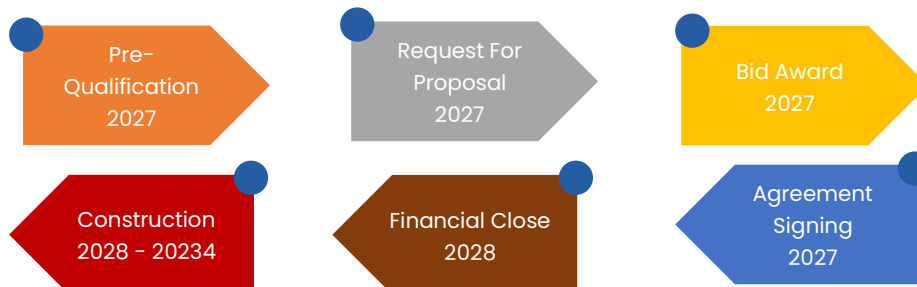 Pre-
Qualification
2027
Request For
Proposal
2027
Bid Award
2027
Construction
2028 - 20234
Financial Close
2028
Agreement
Signing
2027